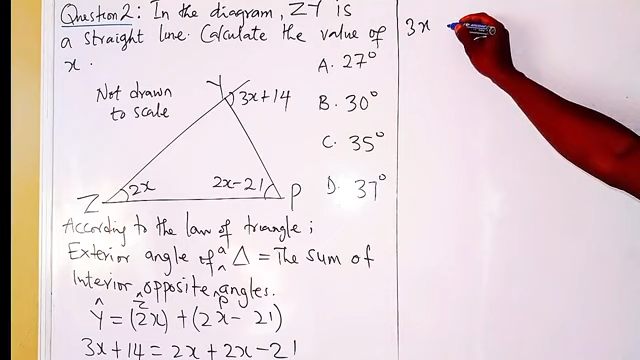 Question 2: In the diagram, ZY is
a straight line. Calculate the value of
x.
A. 27°
B. 30°
C. 35°
D. 37°
Not drawn
to scale
Y
3x+14
Z
2x
2x-21
P
According to the law of triangle;
Exterior angle of a ∆ = The sum of
Interior opposite angles.
Ŷ = (2x) + (2x - 21)
Ẑ
P̂
3x+14 = 2x + 2x - 21
3x